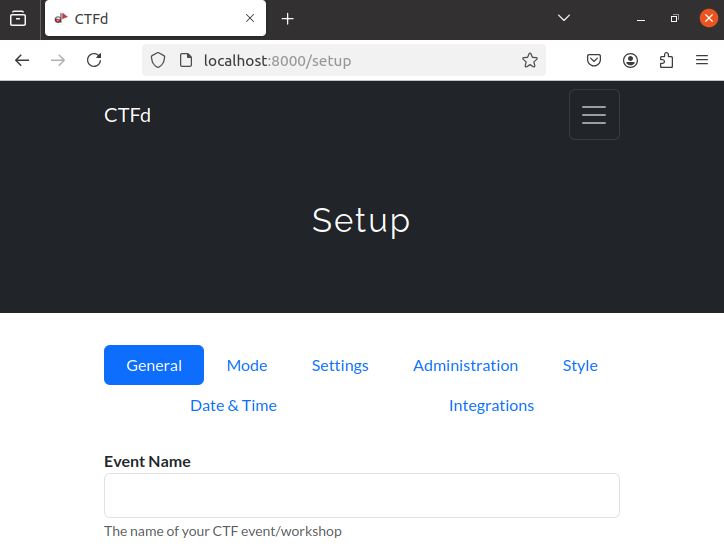 CTFd
localhost:8000/setup
CTFd
Setup
General Mode Settings Administration Style
Date & Time Integrations
Event Name
The name of your CTF event/workshop